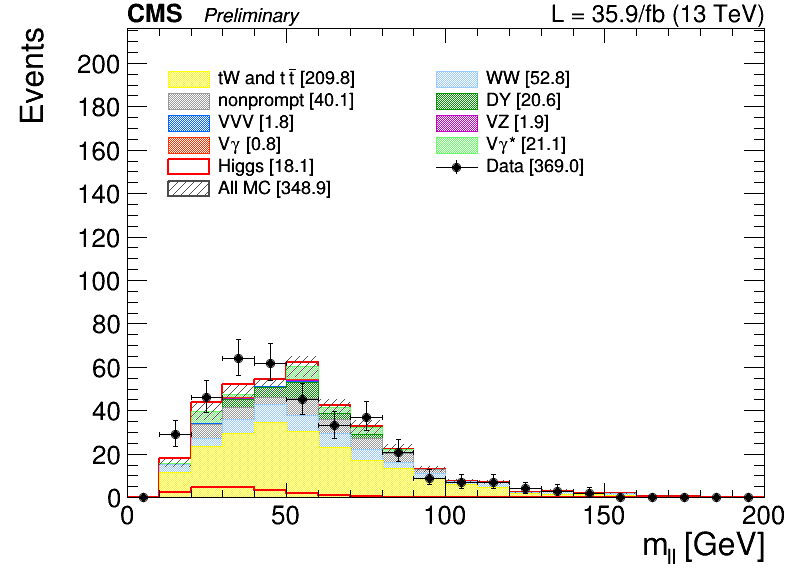 CMS Preliminary L = 35.9/fb (13 TeV)
Events
200
180
160
140
120
100
80
60
40
20
0
tW and t t̅ [209.8] WW [52.8]
nonprompt [40.1] DY [20.6]
VVV [1.8] VZ [1.9]
Vγ [0.8] Vγ* [21.1]
Higgs [18.1] Data [369.0]
All MC [348.9]
0 50 100 150 200
m_ll [GeV]